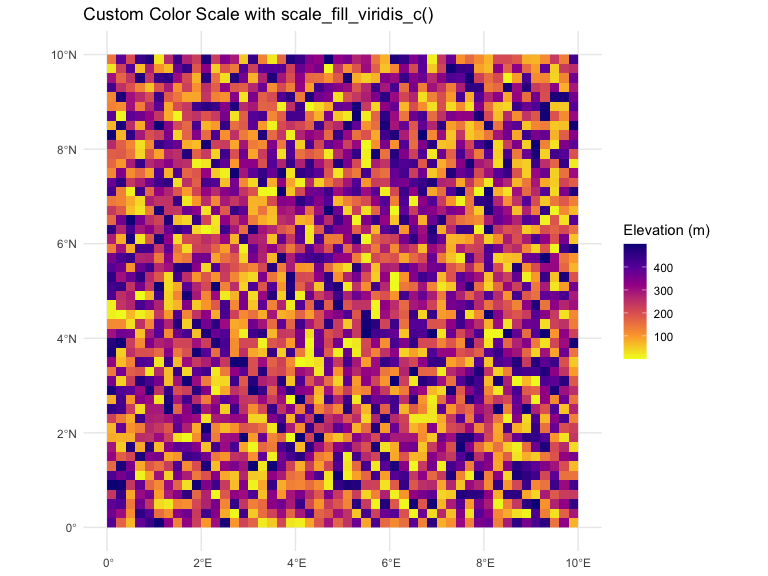 Custom Color Scale with scale_fill_viridis_c()
10°N
8°N
6°N
4°N
2°N
0°
0°
2°E
4°E
6°E
8°E
10°E
Elevation (m)
400
300
200
100